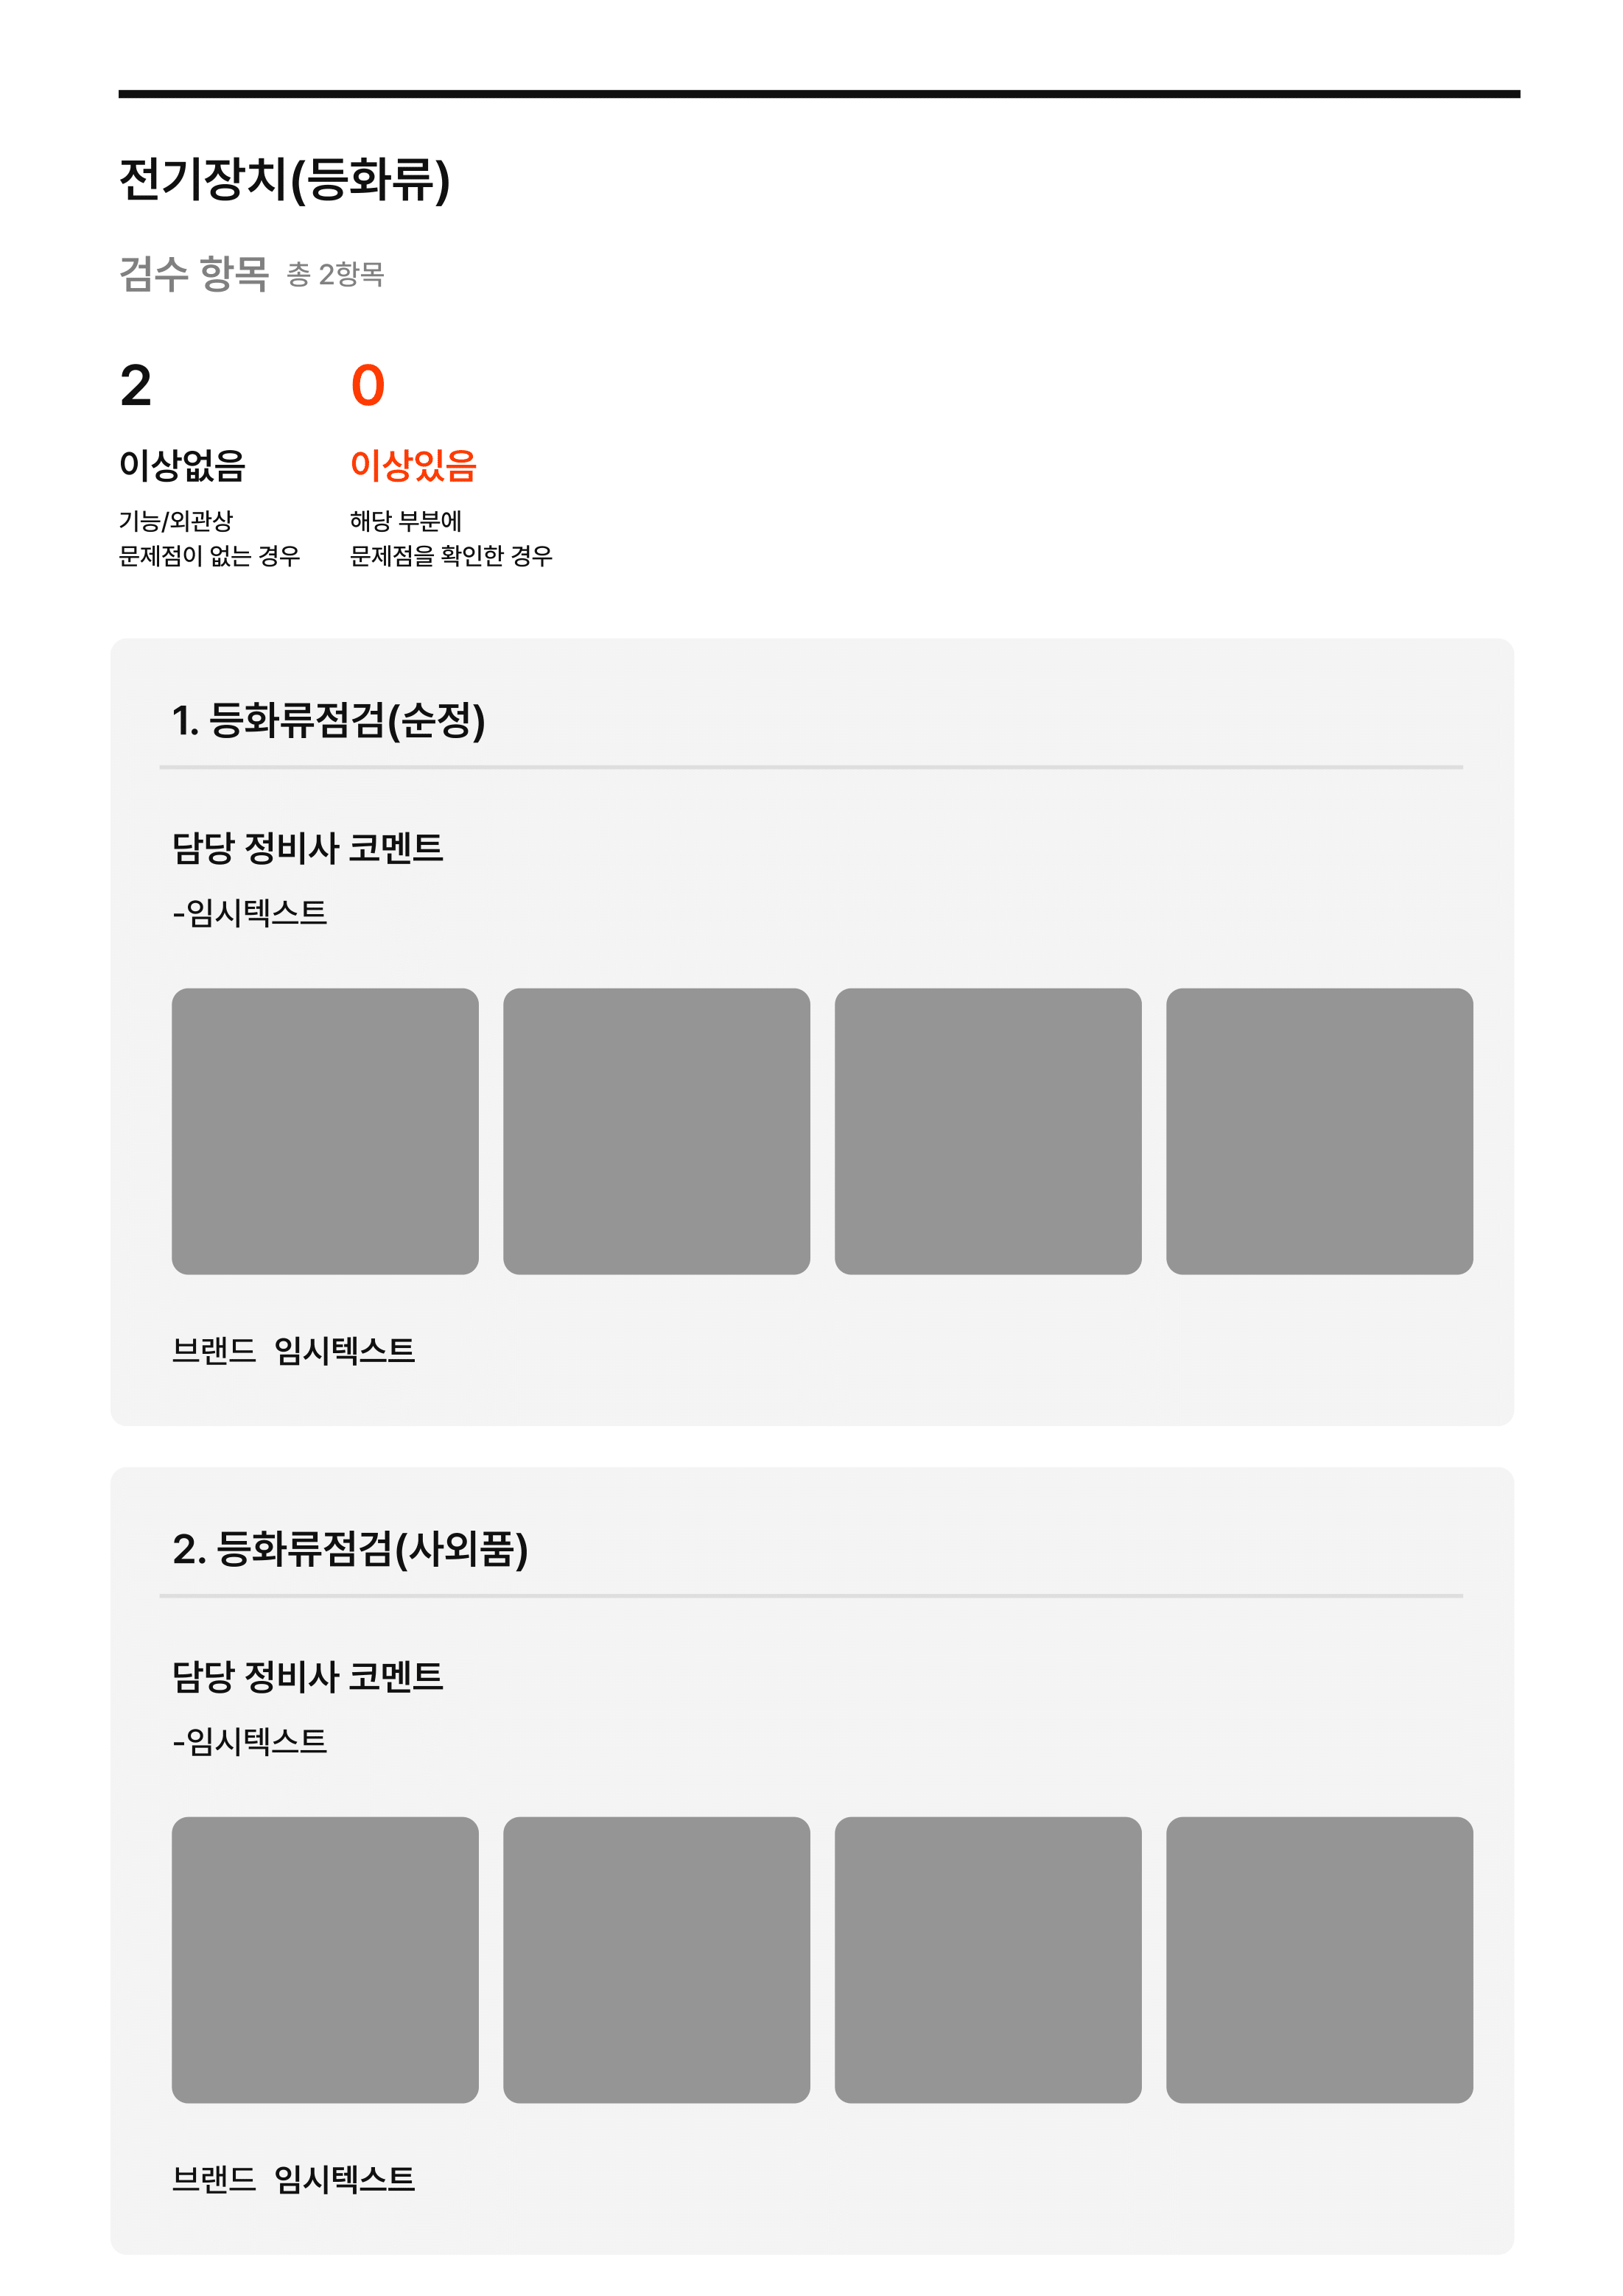 전기장치(등화류)
검수 항목 총 2항목
2 0
이상없음 이상있음
기능/외관상 해당 부분에
문제점이 없는 경우 문제점을 확인한 경우
1. 등화류점검(순정)
담당 정비사 코멘트
-임시텍스트
브랜드 임시텍스트
2. 등화류점검(사외품)
담당 정비사 코멘트
-임시텍스트
브랜드 임시텍스트